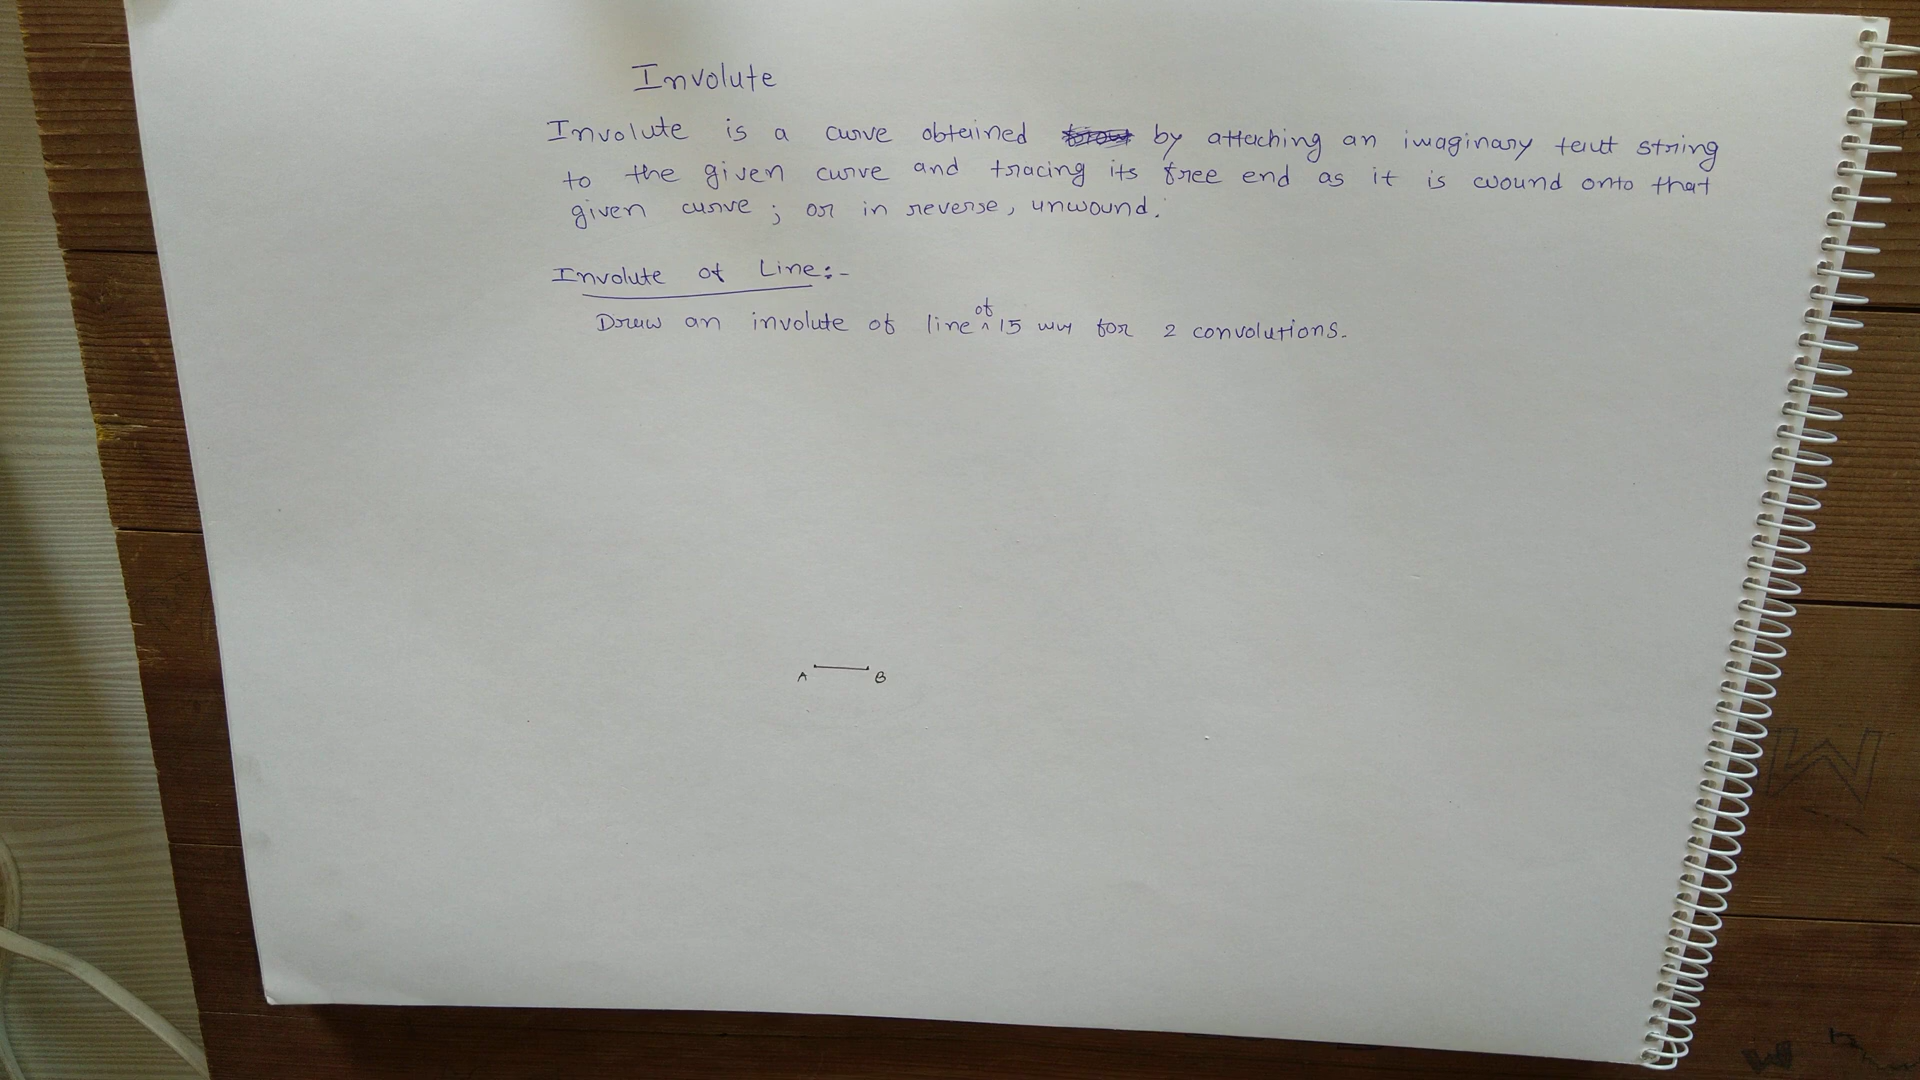 Involute
Involute is a curve obtained by attaching an imaginary taut string
to the given curve and tracing its free end as it is wound onto that
given curve; or in reverse, unwound.
Involute of Line:-
Draw an involute of line of 15 mm for 2 convolutions.
A B